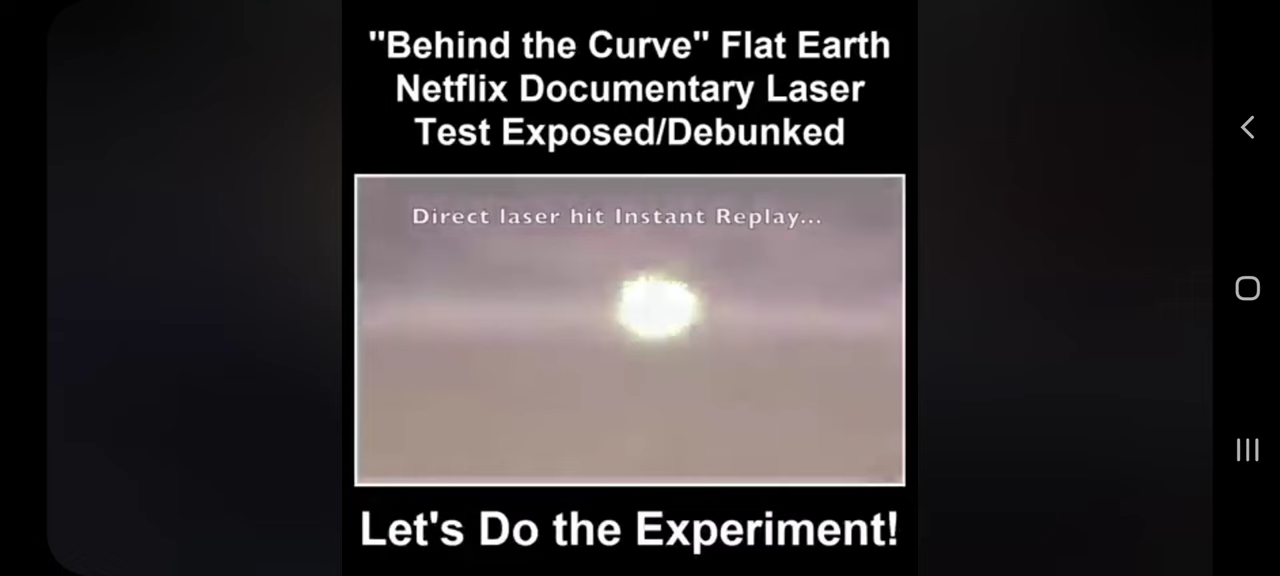 "Behind the Curve" Flat Earth
Netflix Documentary Laser
Test Exposed/Debunked
Direct laser hit Instant Replay...
Let's Do the Experiment!